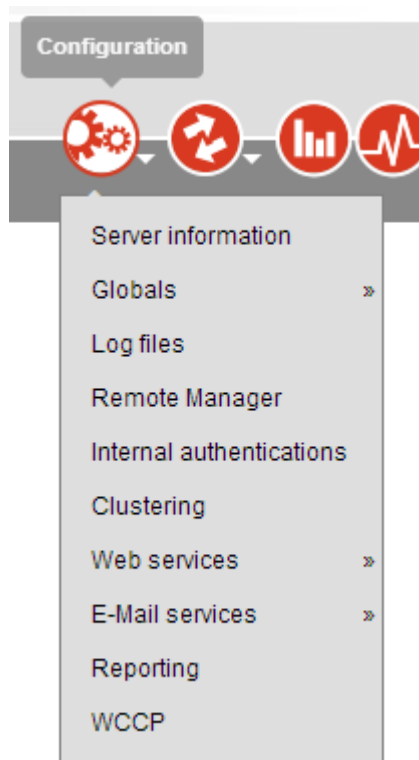 Configuration
Server information
Globals »
Log files
Remote Manager
Internal authentications
Clustering
Web services »
E-Mail services »
Reporting
WCCP